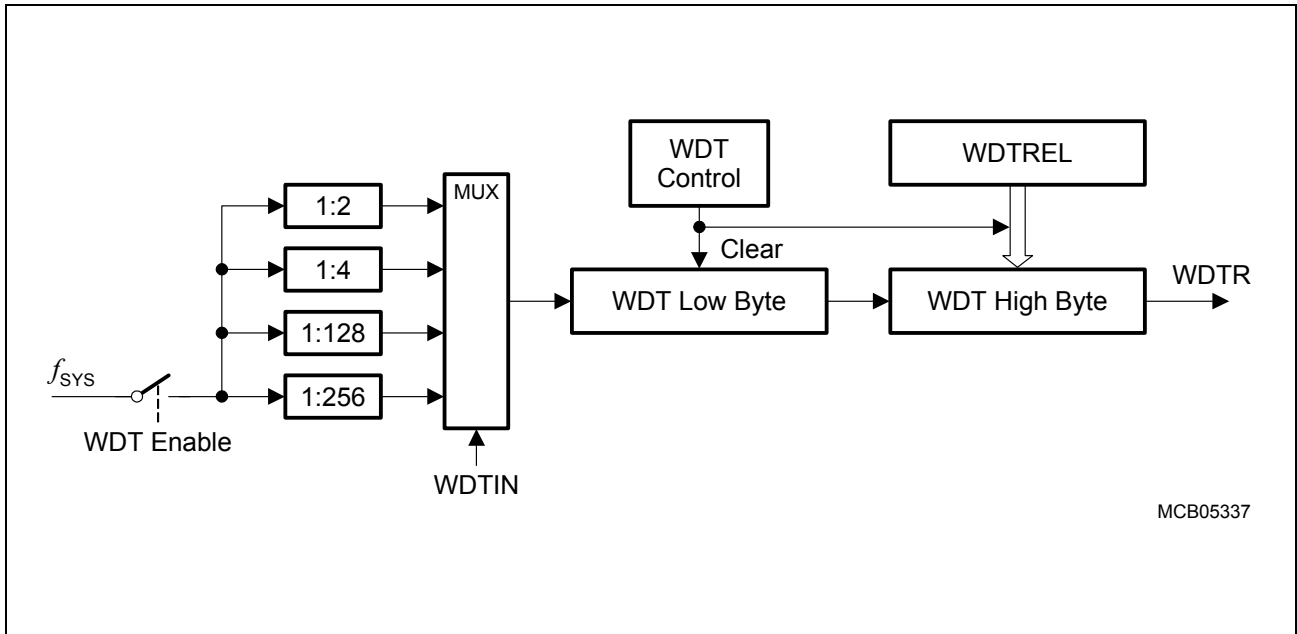 WDT
Control
WDTREL
MUX
1:2
Clear
1:4
WDT Low Byte
WDT High Byte
WDTR
1:128
fSYS
1:256
WDT Enable
WDTIN
MCB05337